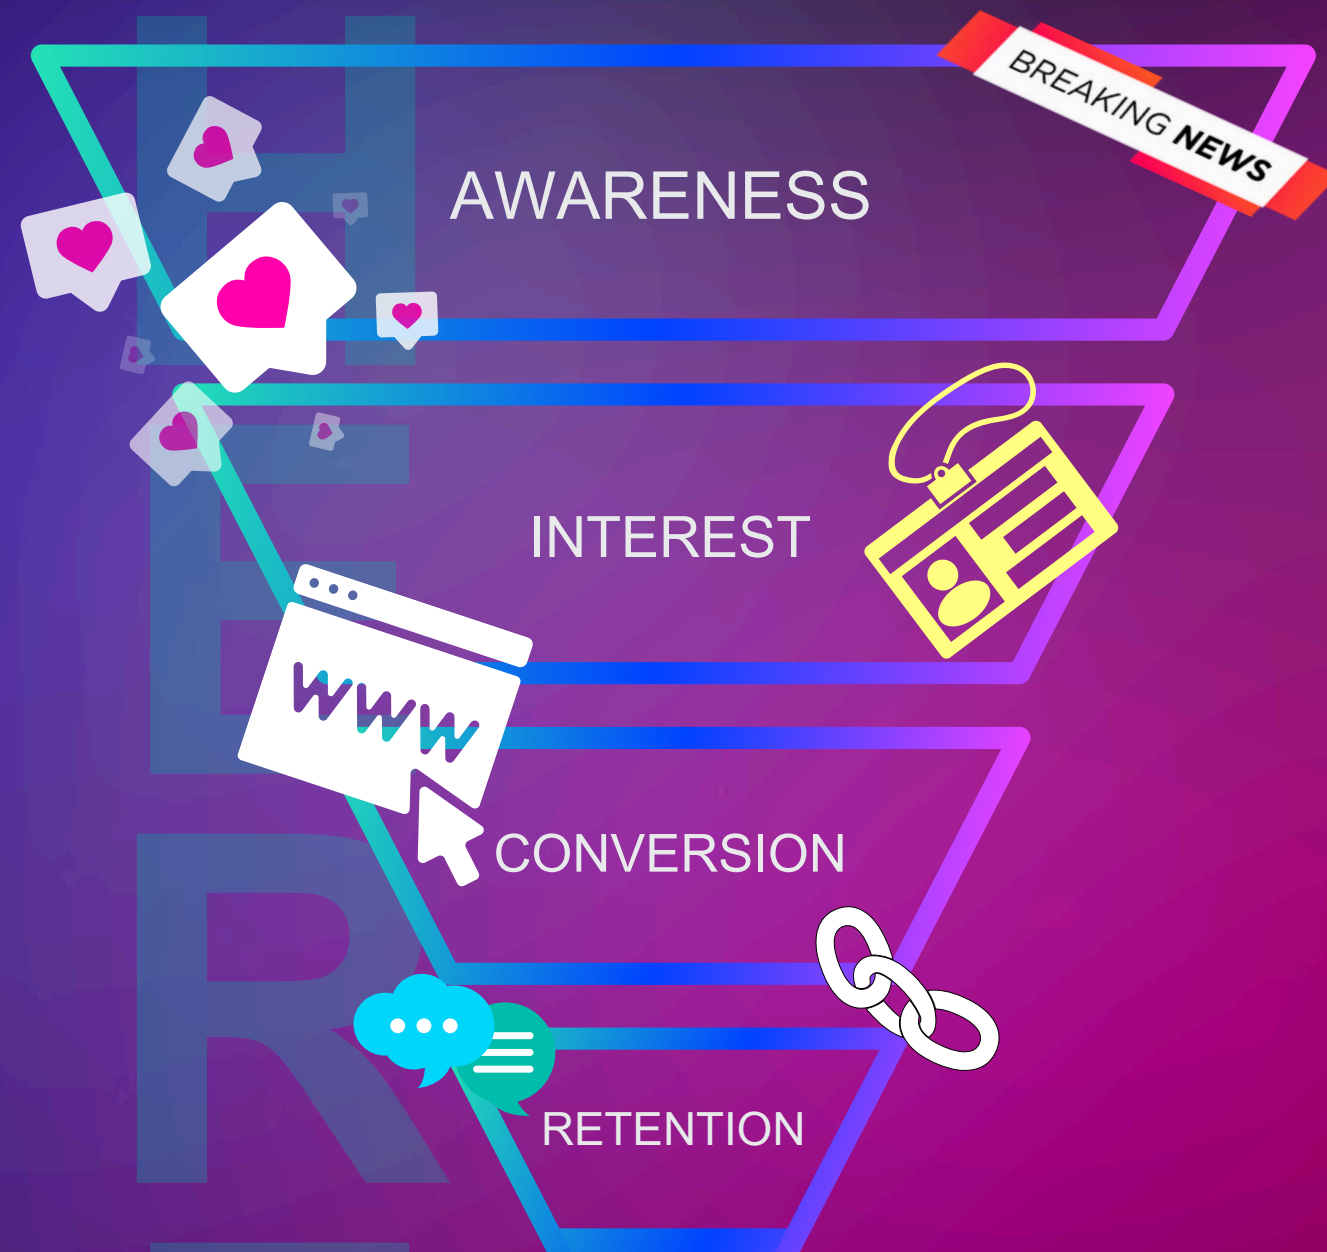 BREAKING NEWS
AWARENESS
INTEREST
www
CONVERSION
RETENTION
H
E
R